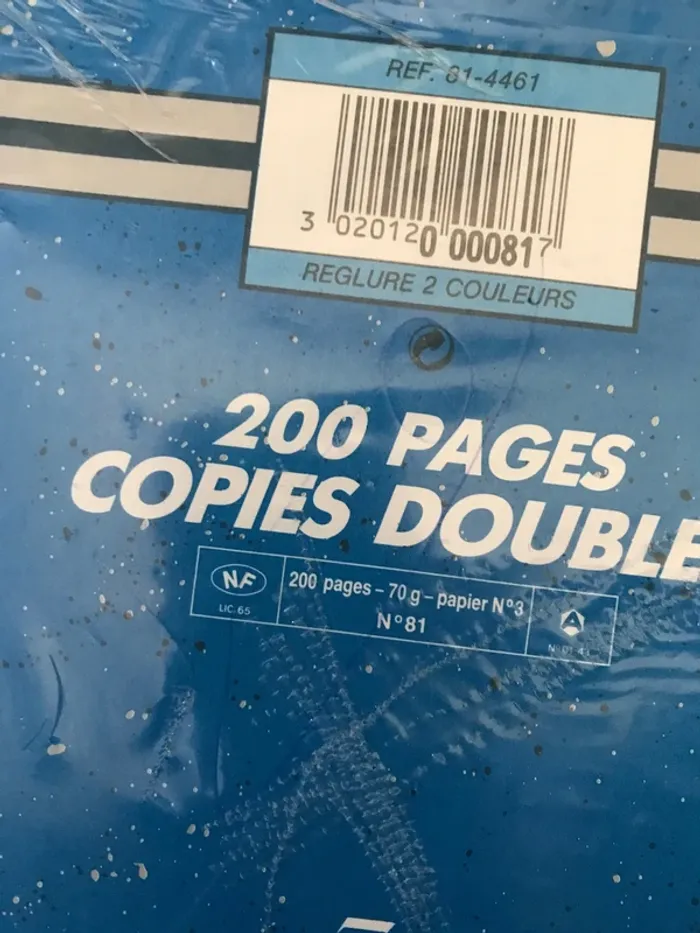 REF. 81-4461
3 020120 000817
REGLURE 2 COULEURS
200 PAGES
COPIES DOUBLE
NF
LIC. 65
200 pages – 70 g – papier N°3
N°81
A